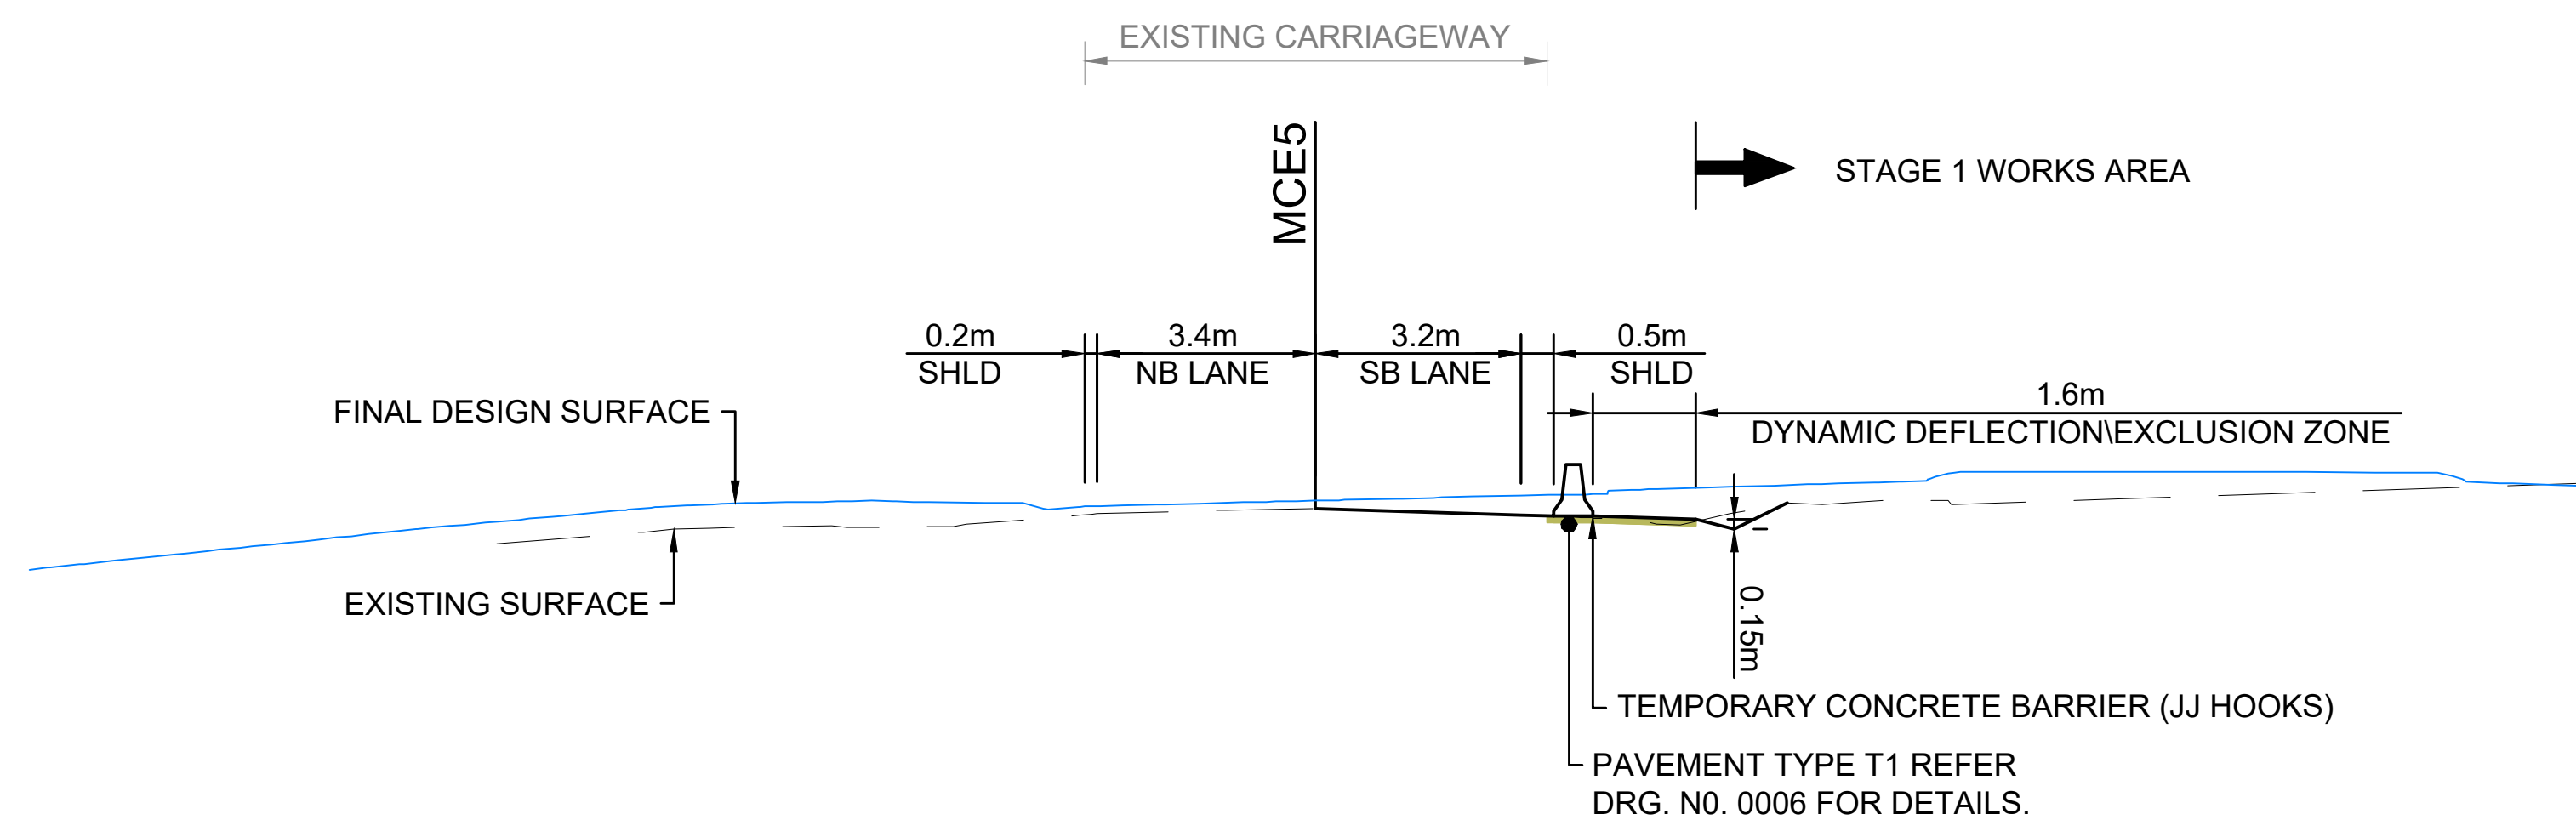 EXISTING CARRIAGEWAY
MCE5
STAGE 1 WORKS AREA
0.2m
SHLD
3.4m
NB LANE
3.2m
SB LANE
0.5m
SHLD
1.6m
DYNAMIC DEFLECTION\EXCLUSION ZONE
FINAL DESIGN SURFACE
EXISTING SURFACE
0.15m
TEMPORARY CONCRETE BARRIER (JJ HOOKS)
PAVEMENT TYPE T1 REFER
DRG. N0. 0006 FOR DETAILS.